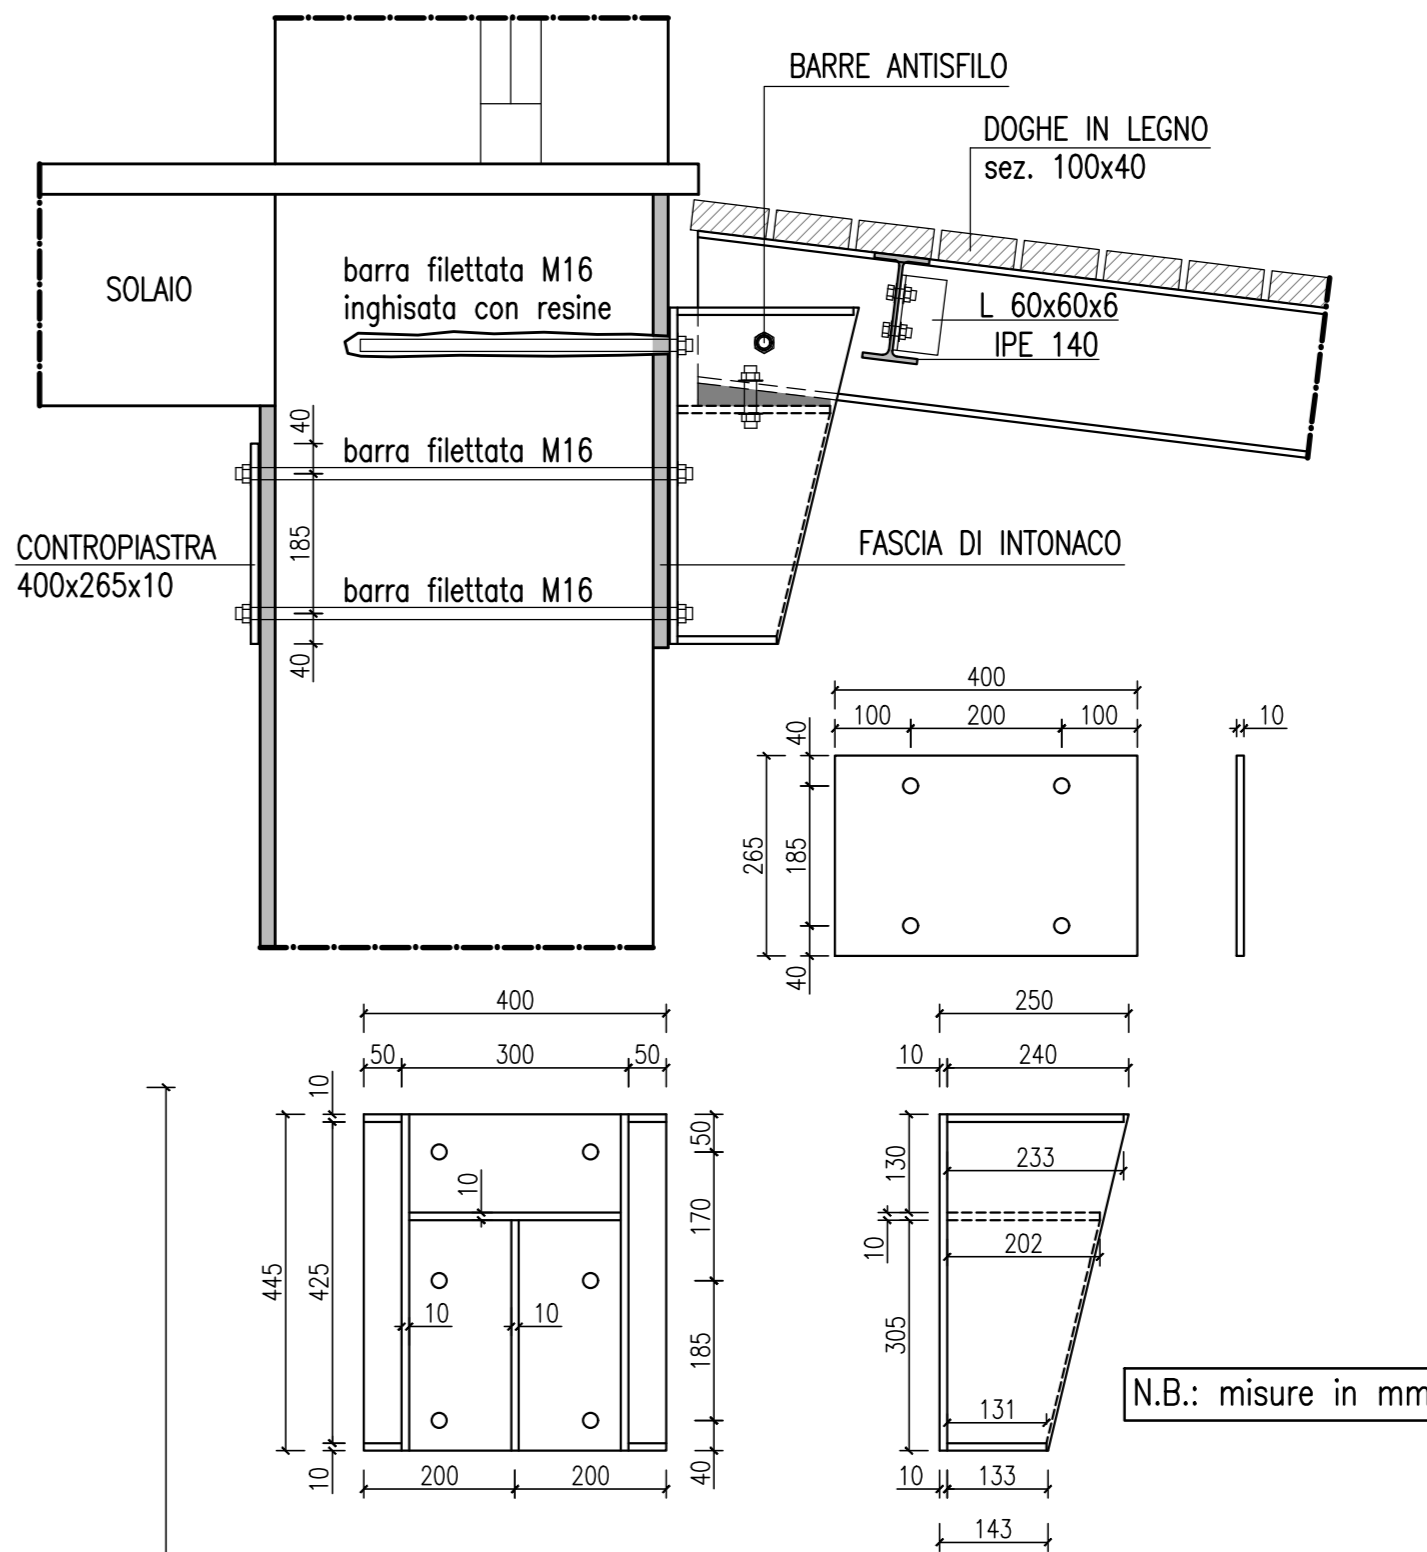 BARRE ANTISFILO
DOGHE IN LEGNO
sez. 100x40
SOLAIO
barra filettata M16
inghisata con resine
L 60x60x6
IPE 140
40
barra filettata M16
185
CONTROPIASTRA
400x265x10
FASCIA DI INTONACO
barra filettata M16
40
400
100 200 100
10
40
265
185
40
400
50 300 50
10
445
425
10
10
10 10
50
170
185
40
200 200
250
10 240
130
233
10
202
305
131
10 133
143
N.B.: misure in mm